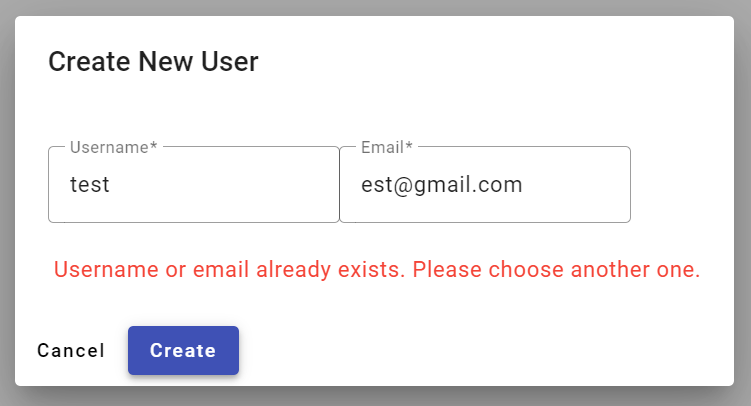 Create New User
Username* Email*
test est@gmail.com
Username or email already exists. Please choose another one.
Cancel Create